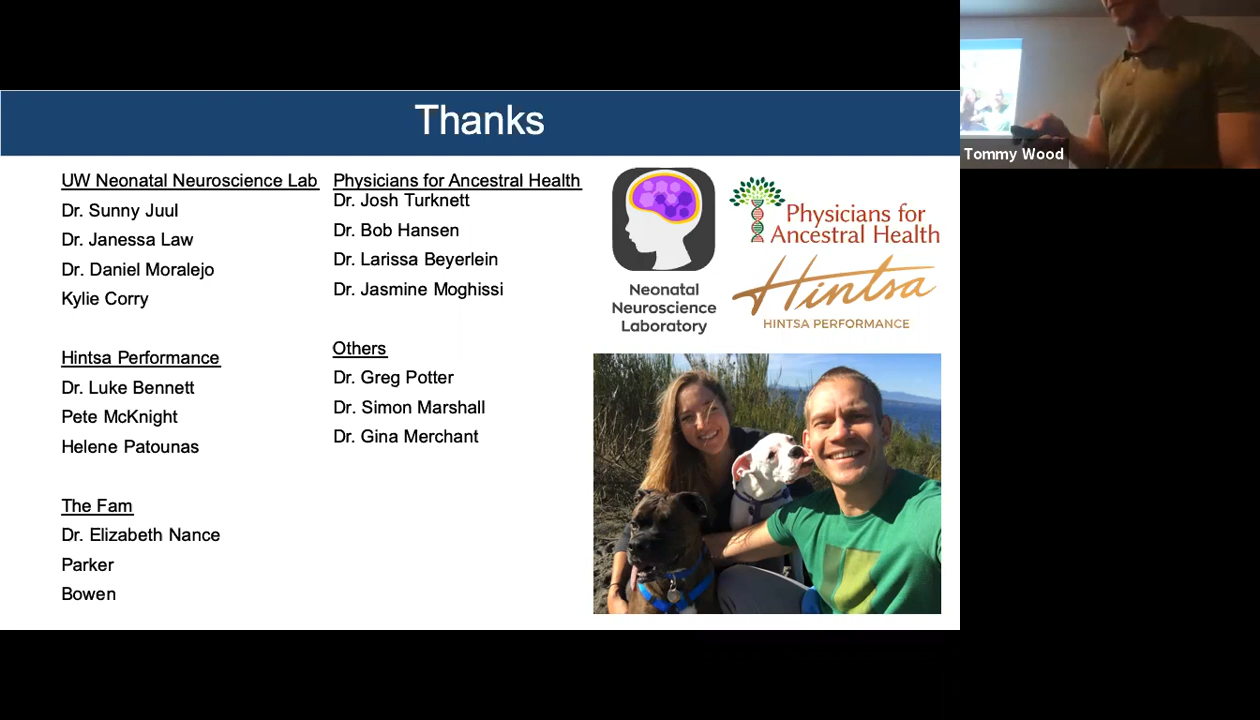 Thanks
UW Neonatal Neuroscience Lab
Dr. Sunny Juul
Dr. Janessa Law
Dr. Daniel Moralejo
Kylie Corry
Hintsa Performance
Dr. Luke Bennett
Pete McKnight
Helene Patounas
The Fam
Dr. Elizabeth Nance
Parker
Bowen
Physicians for Ancestral Health
Dr. Josh Turknett
Dr. Bob Hansen
Dr. Larissa Beyerlein
Dr. Jasmine Moghissi
Others
Dr. Greg Potter
Dr. Simon Marshall
Dr. Gina Merchant
Neonatal
Neuroscience
Laboratory
Physicians for
Ancestral Health
Hintsa
HINTSA PERFORMANCE
Tommy Wood